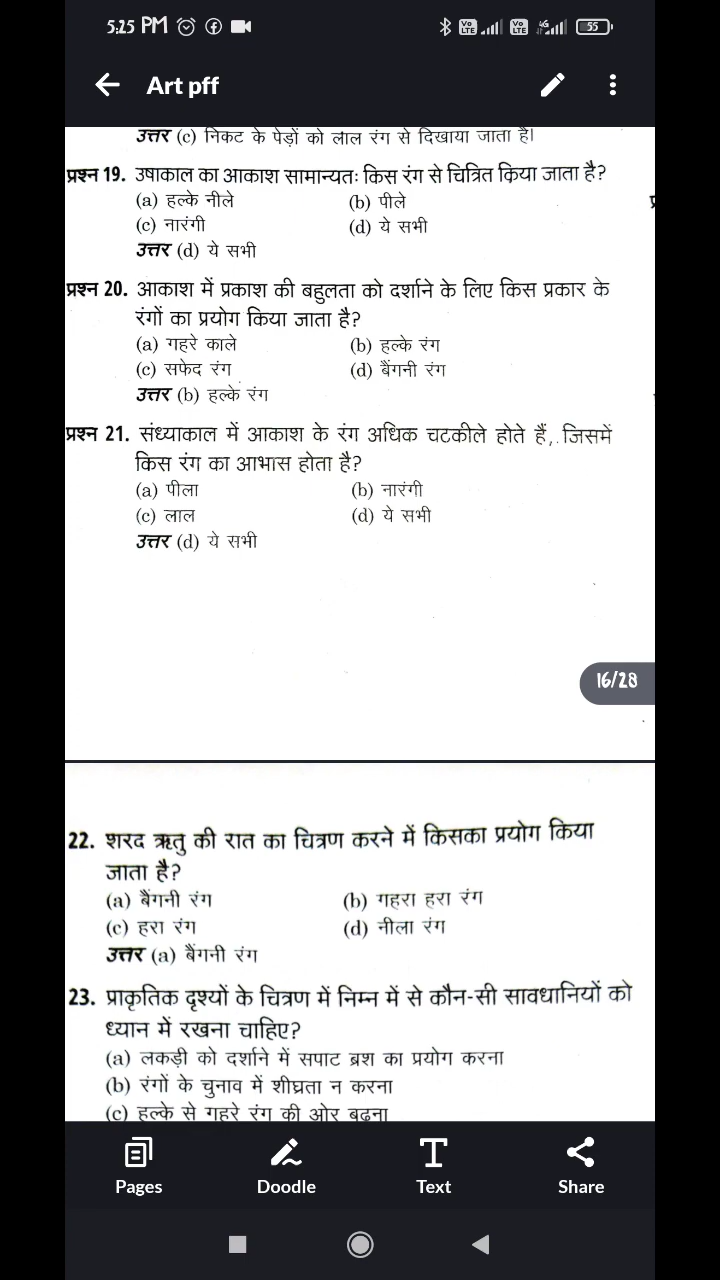 5:25 PM
55
Art pff
उत्तर (c) निकट के पेड़ों को लाल रंग से दिखाया जाता है।
प्रश्न 19. उषाकाल का आकाश सामान्यतः किस रंग से चित्रित किया जाता है?
(a) हल्के नीले (b) पीले
(c) नारंगी (d) ये सभी
उत्तर (d) ये सभी
प्रश्न 20. आकाश में प्रकाश की बहुलता को दर्शाने के लिए किस प्रकार के
रंगों का प्रयोग किया जाता है?
(a) गहरे काले (b) हल्के रंग
(c) सफेद रंग (d) बैंगनी रंग
उत्तर (b) हल्के रंग
प्रश्न 21. संध्याकाल में आकाश के रंग अधिक चटकीले होते हैं, जिसमें
किस रंग का आभास होता है?
(a) पीला (b) नारंगी
(c) लाल (d) ये सभी
उत्तर (d) ये सभी
16/28
22. शरद ऋतु की रात का चित्रण करने में किसका प्रयोग किया
जाता है?
(a) बैंगनी रंग (b) गहरा हरा रंग
(c) हरा रंग (d) नीला रंग
उत्तर (a) बैंगनी रंग
23. प्राकृतिक दृश्यों के चित्रण में निम्न में से कौन-सी सावधानियों को
ध्यान में रखना चाहिए?
(a) लकड़ी को दर्शाने में सपाट ब्रश का प्रयोग करना
(b) रंगों के चुनाव में शीघ्रता न करना
(c) हल्के से गहरे रंग की ओर बढ़ना
Pages Doodle Text Share